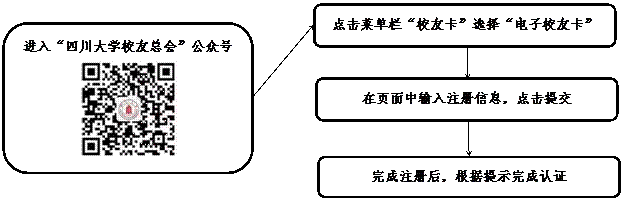 进入“四川大学校友总会”公众号
点击菜单栏“校友卡”选择“电子校友卡”
在页面中输入注册信息，点击提交
完成注册后，根据提示完成认证